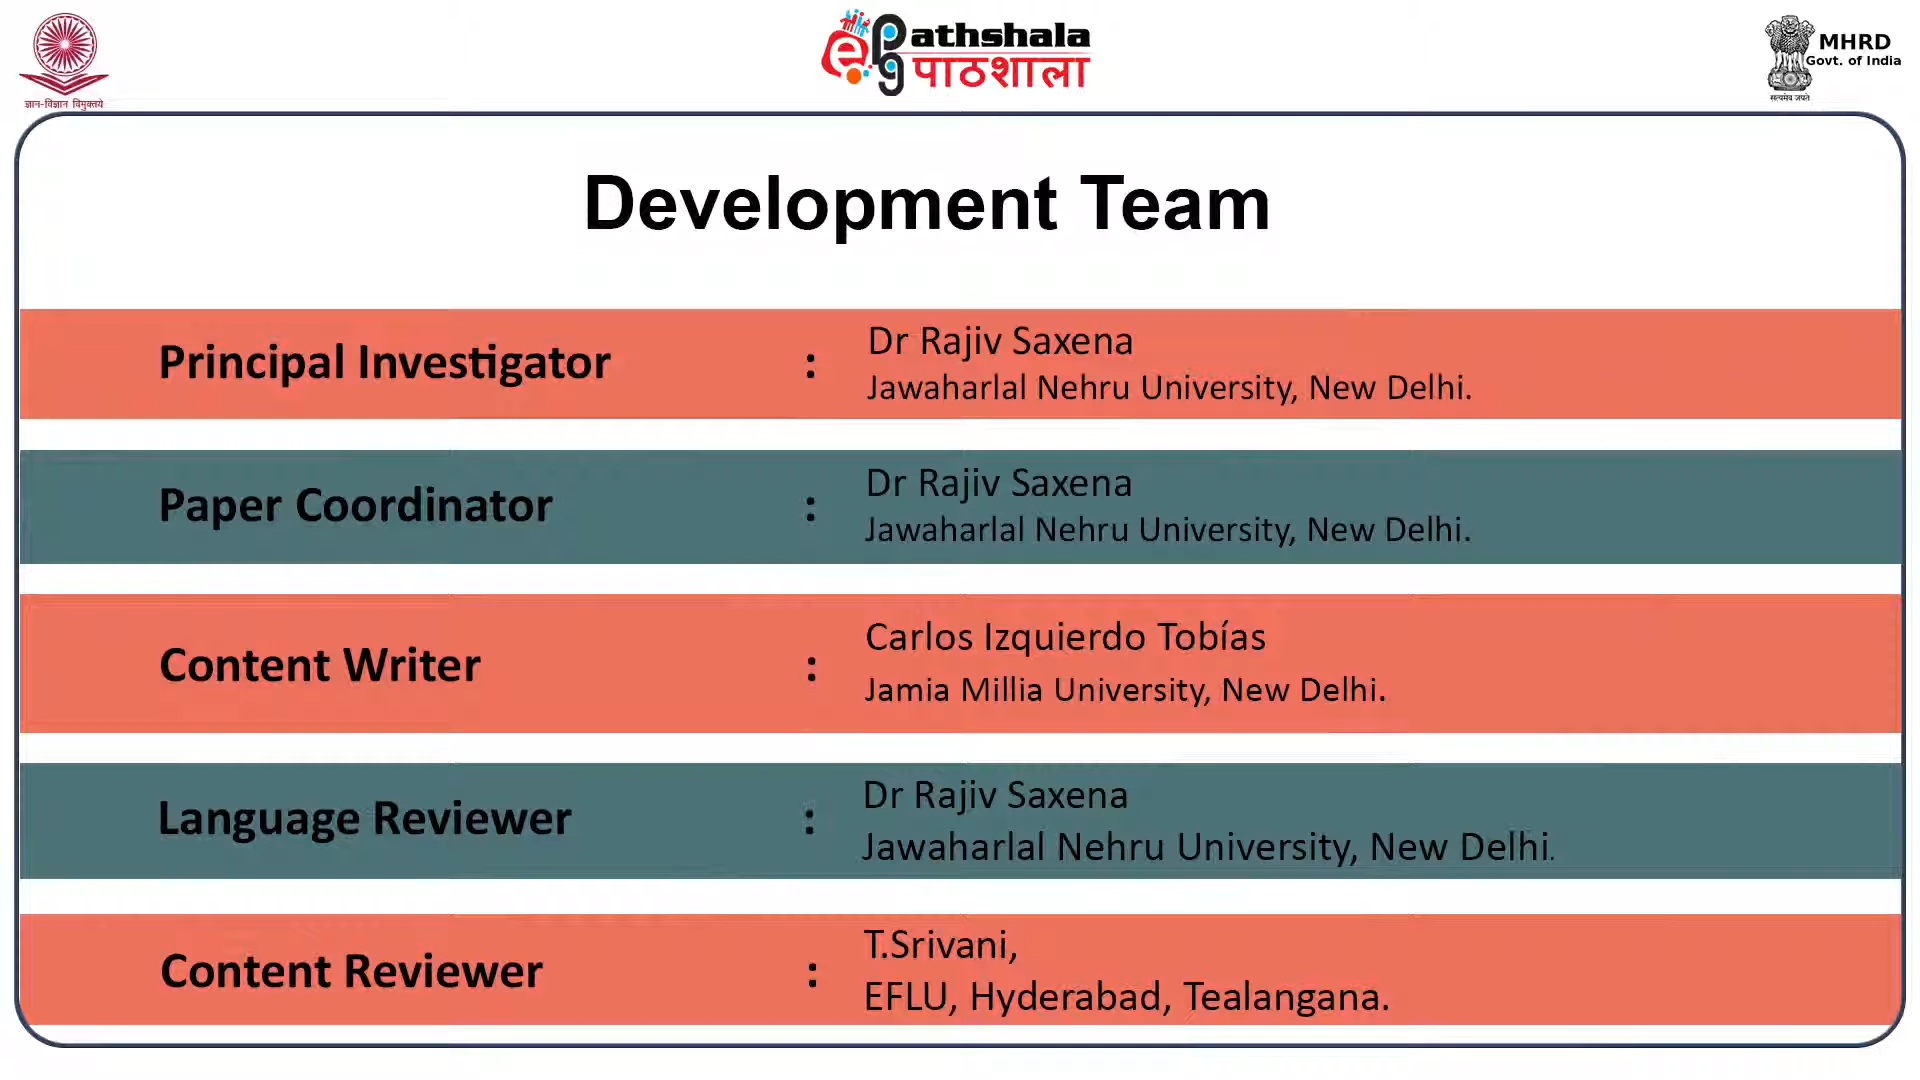 ज्ञान-विज्ञान विमुक्तये
e Pathshala
पाठशाला
MHRD
Govt. of India
सत्यमेव जयते
Development Team
Principal Investigator : Dr Rajiv Saxena
Jawaharlal Nehru University, New Delhi.
Paper Coordinator : Dr Rajiv Saxena
Jawaharlal Nehru University, New Delhi.
Content Writer : Carlos Izquierdo Tobías
Jamia Millia University, New Delhi.
Language Reviewer : Dr Rajiv Saxena
Jawaharlal Nehru University, New Delhi.
Content Reviewer : T.Srivani,
EFLU, Hyderabad, Tealangana.